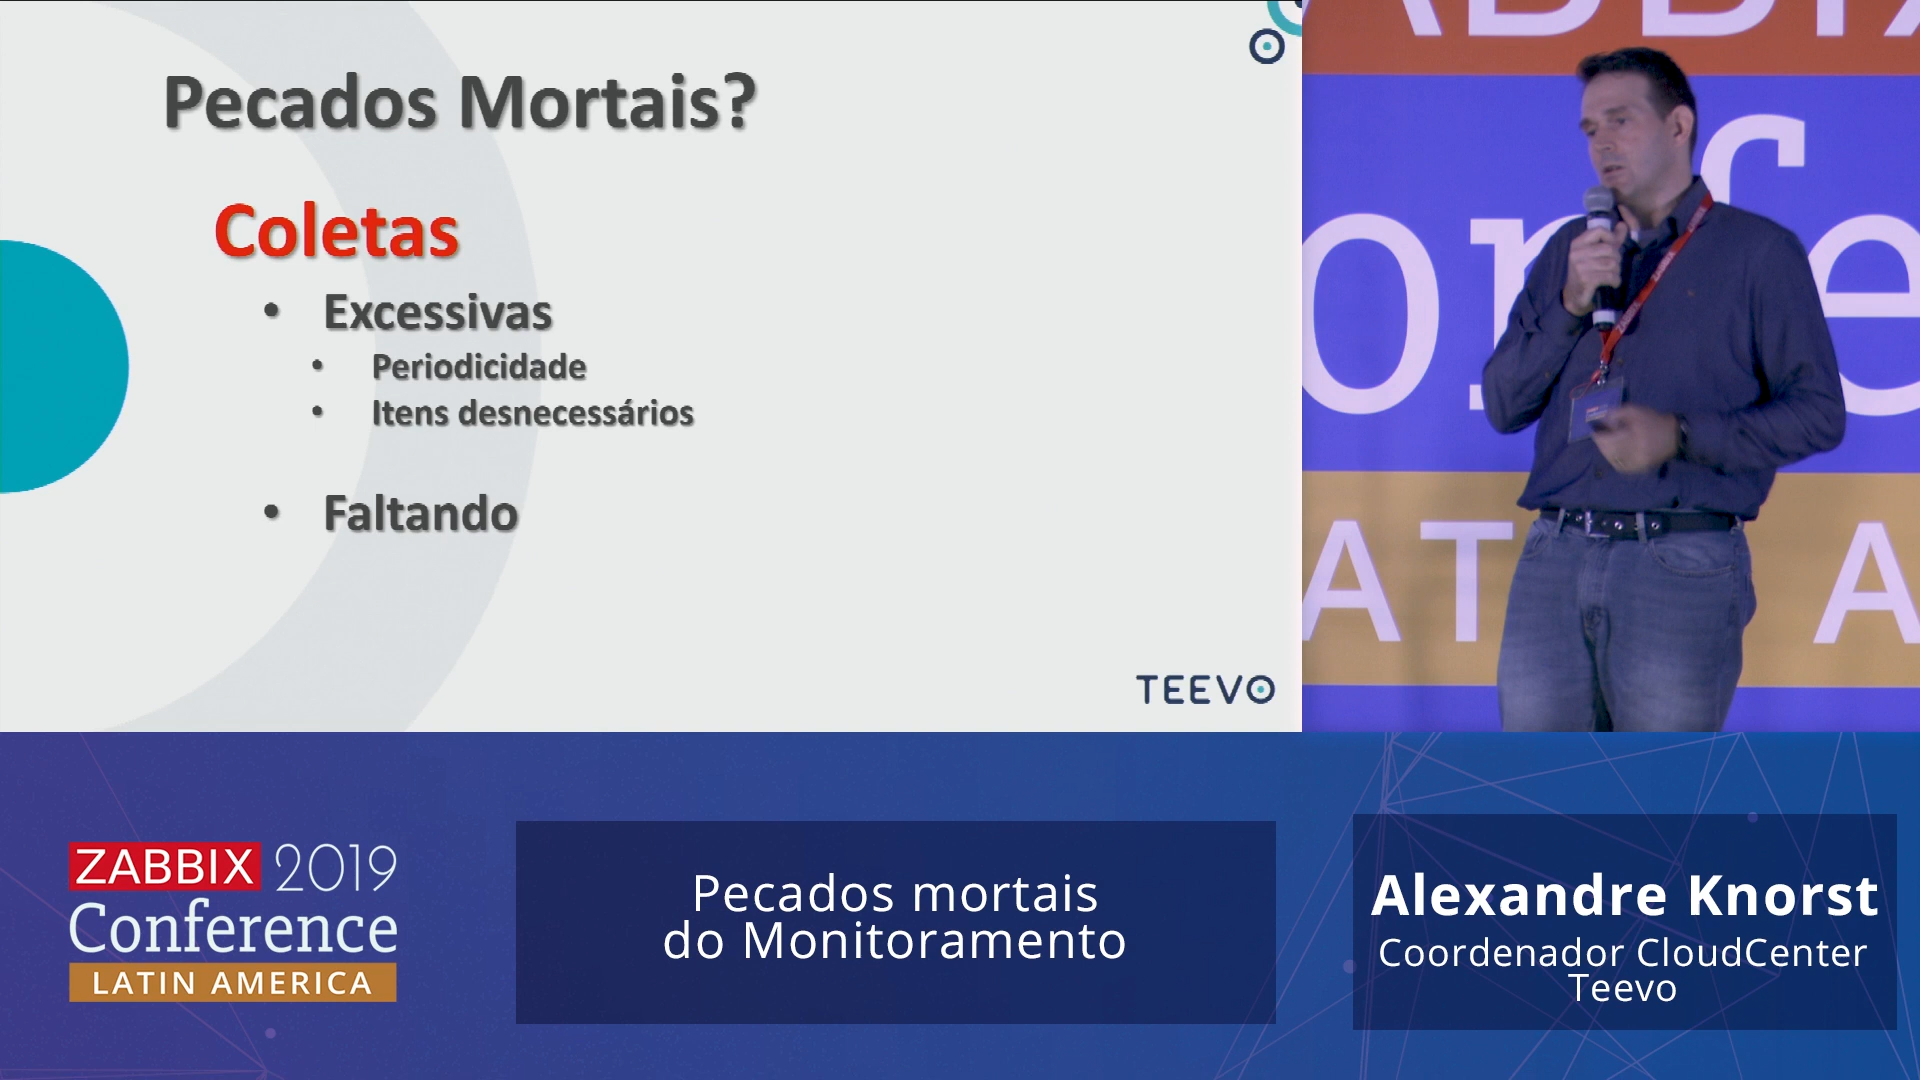 Pecados Mortais?
Coletas
• Excessivas
• Periodicidade
• Itens desnecessários
• Faltando
TEEVO
ZABBIX 2019
Conference
LATIN AMERICA
Pecados mortais
do Monitoramento
Alexandre Knorst
Coordenador CloudCenter
Teevo